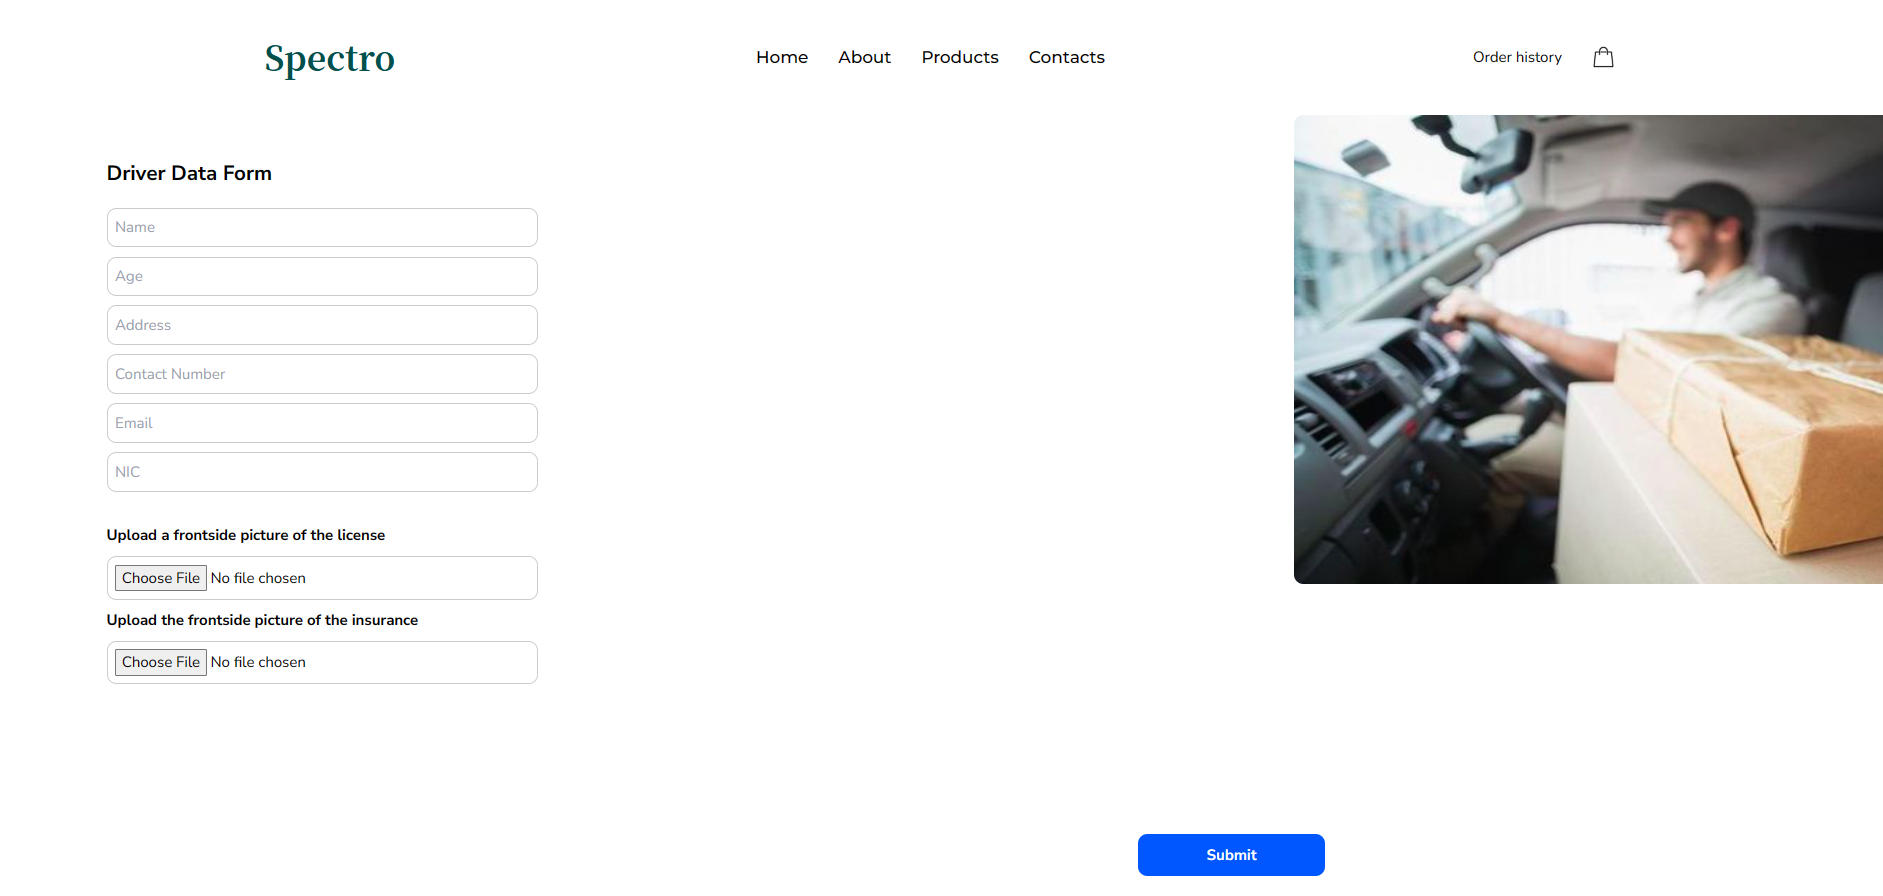 Spectro
Home About Products Contacts
Order history
Driver Data Form
Name
Age
Address
Contact Number
Email
NIC
Upload a frontside picture of the license
Choose File No file chosen
Upload the frontside picture of the insurance
Choose File No file chosen
Submit